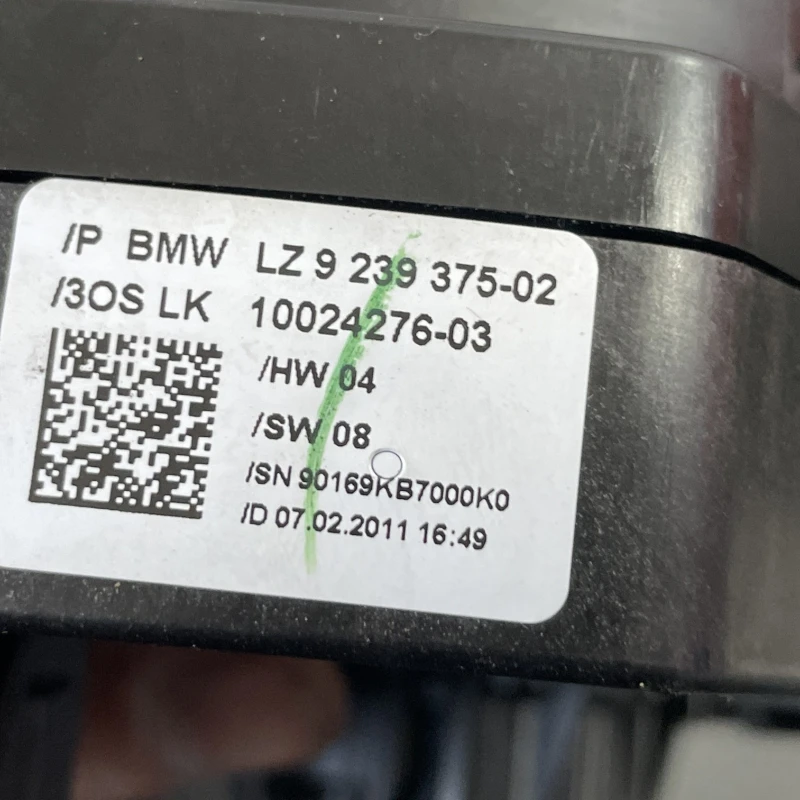 /P BMW LZ 9 239 375-02
/3OS LK 10024276-03
/HW 04
/SW 08
/SN 90169KB7000K0
/D 07.02.2011 16:49